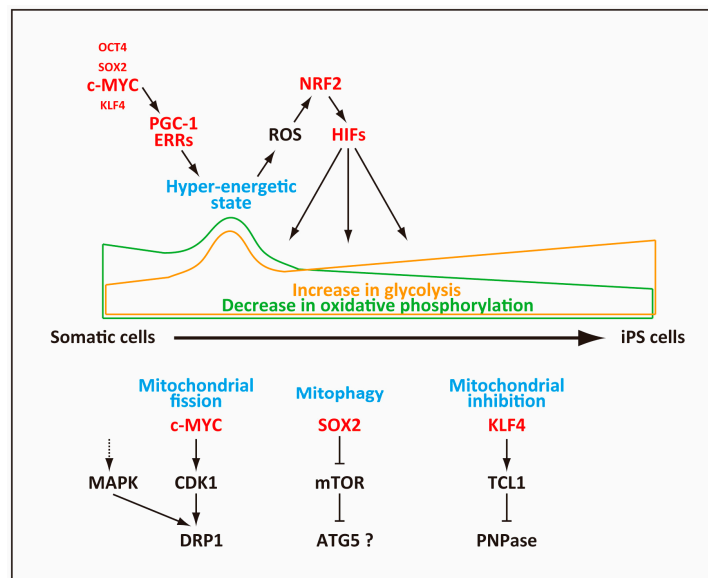 OCT4
SOX2
c-MYC
KLF4
PGC-1
ERRs
Hyper-energetic
state
ROS
NRF2
HIFs
Increase in glycolysis
Decrease in oxidative phosphorylation
Somatic cells
iPS cells
Mitochondrial
fission
c-MYC
MAPK
CDK1
DRP1
Mitophagy
SOX2
mTOR
ATG5 ?
Mitochondrial
inhibition
KLF4
TCL1
PNPase